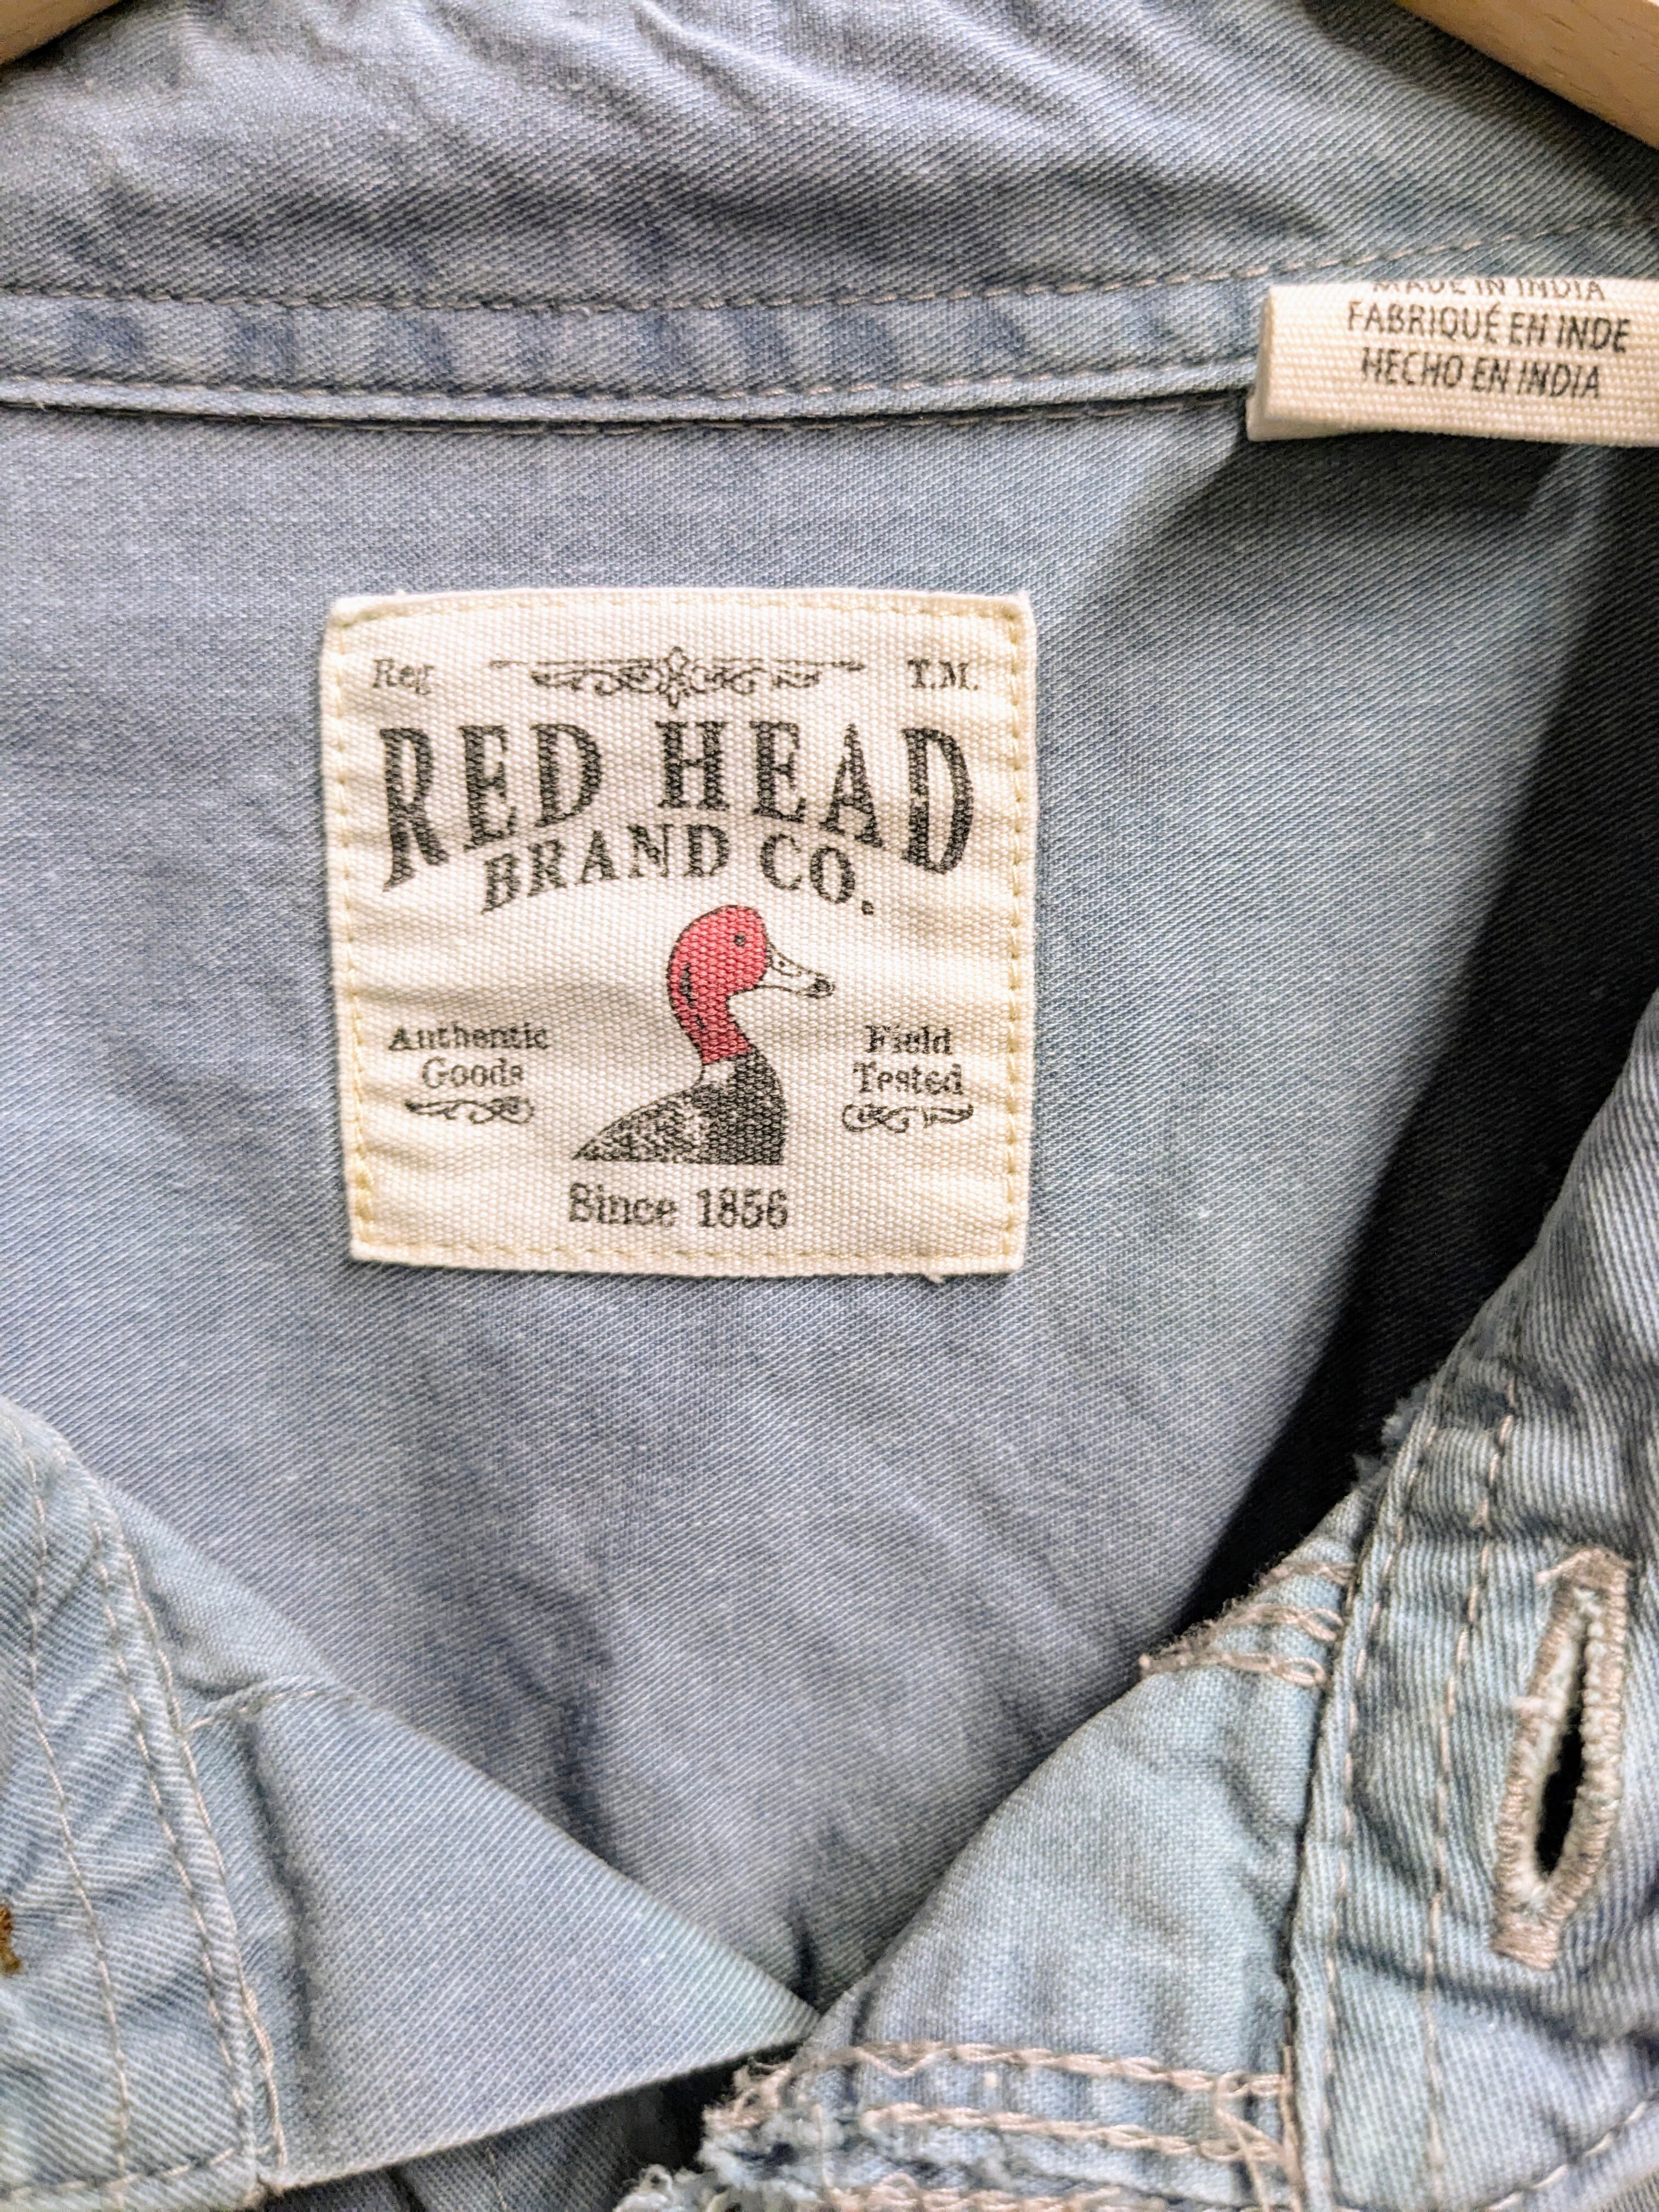 MADE IN INDIA
FABRIQUÉ EN INDE
HECHO EN INDIA
Reg T.M.
RED HEAD
BRAND CO.
Authentic
Goods
Field
Tested
Since 1856